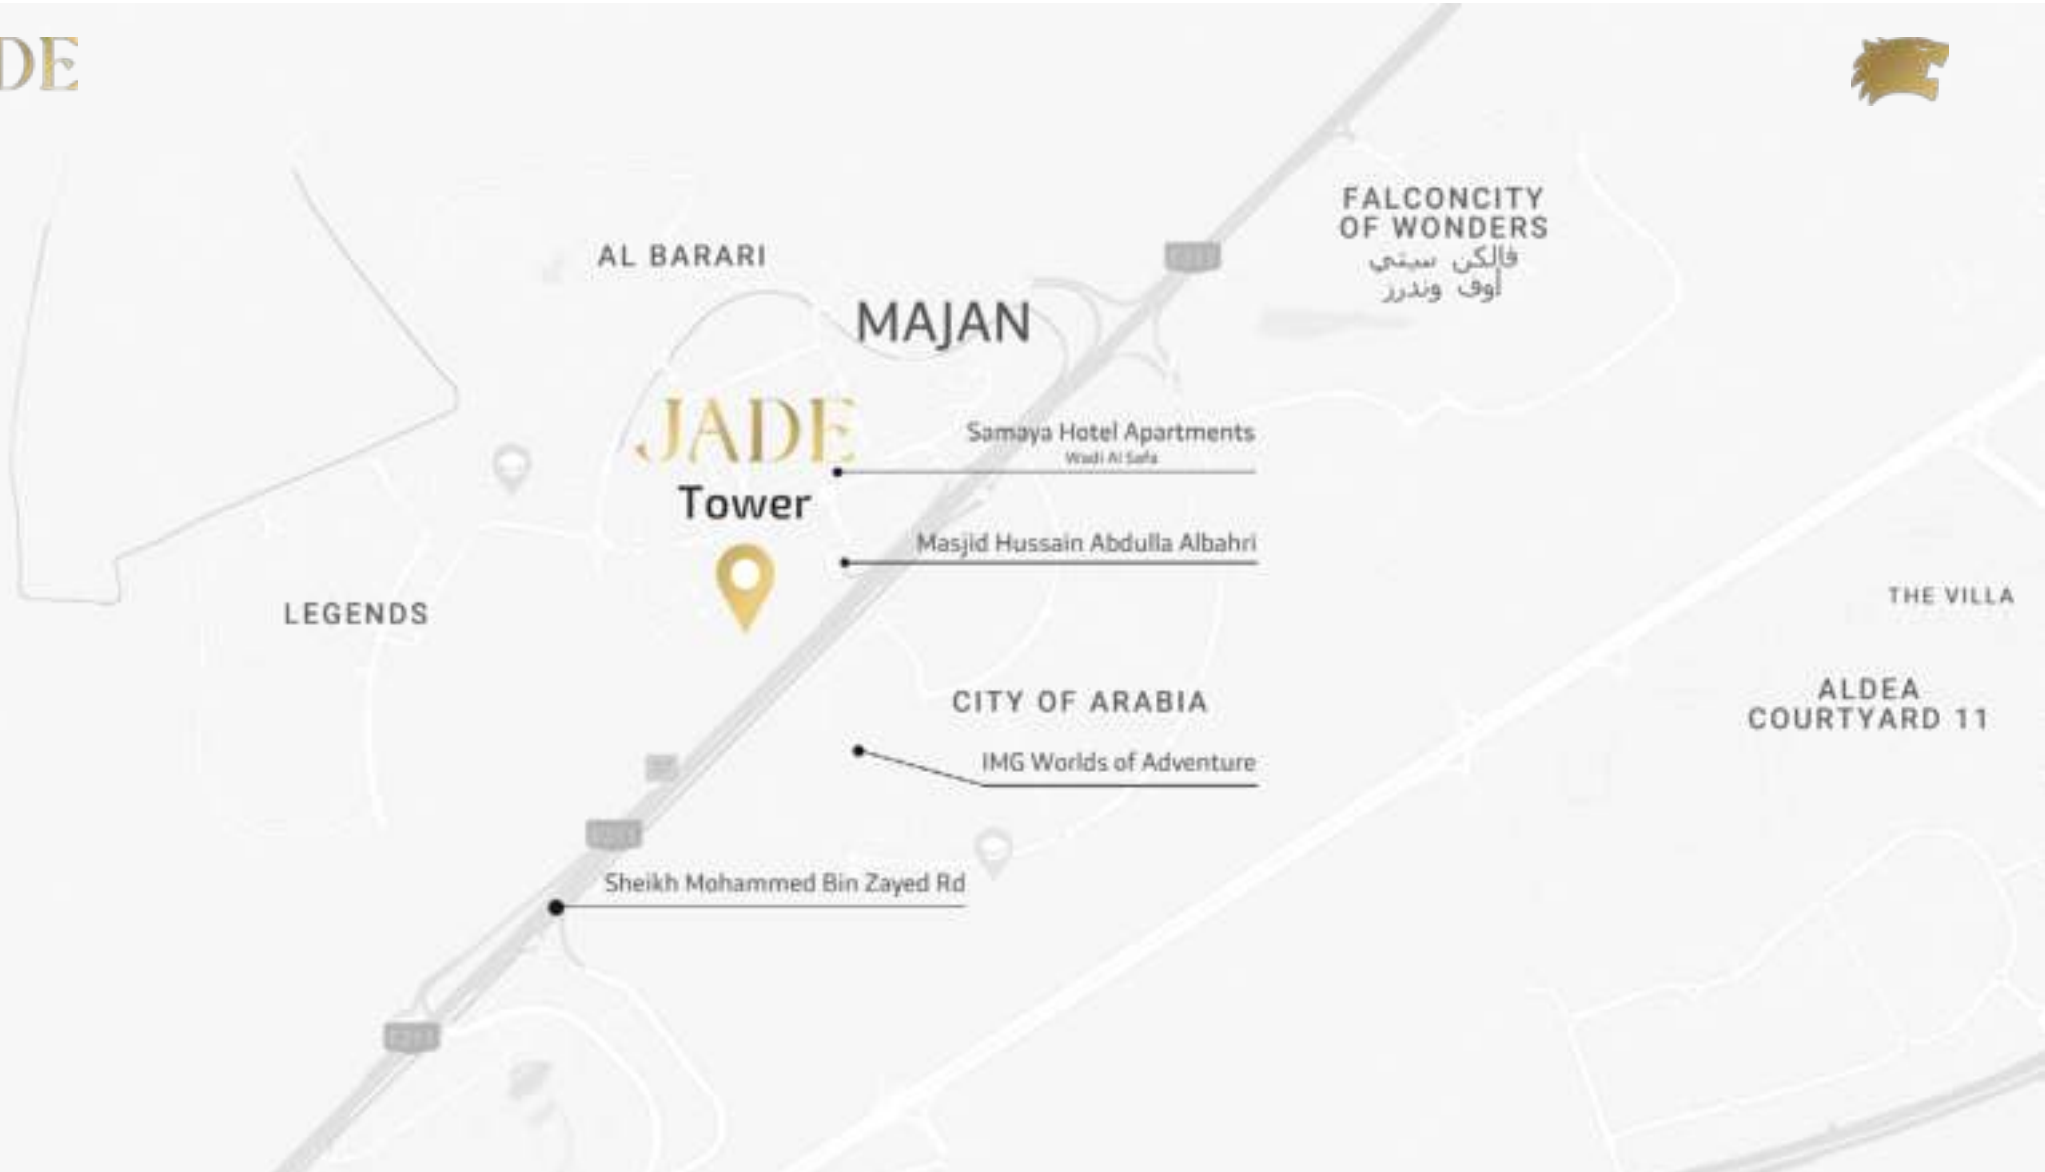 DE
FALCONCITY
OF WONDERS
فالكن سيتي
أوف وندرز
AL BARARI
MAJAN
JADE
Tower
Samaya Hotel Apartments
Wadi Al Safa
Masjid Hussain Abdulla Albahri
THE VILLA
LEGENDS
ALDEA
COURTYARD 11
CITY OF ARABIA
IMG Worlds of Adventure
Sheikh Mohammed Bin Zayed Rd